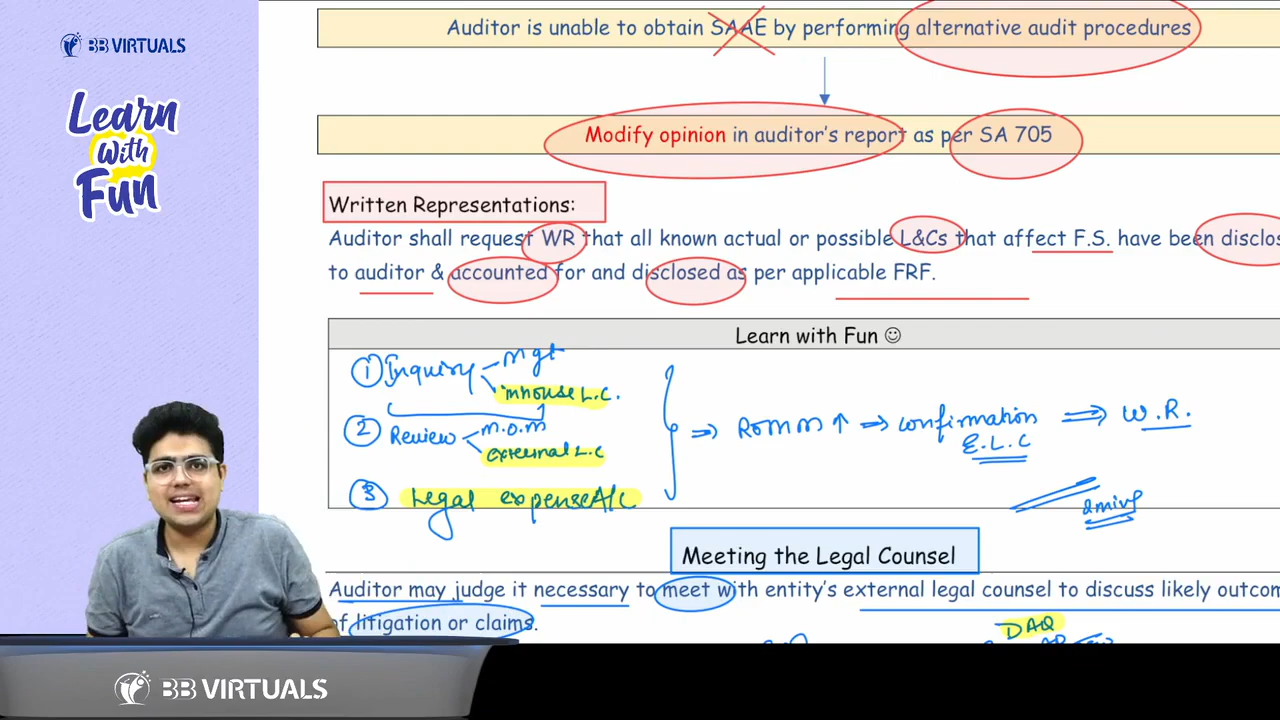 BB VIRTUALS
Learn
With
Fun
Auditor is unable to obtain SAAE by performing alternative audit procedures
Modify opinion in auditor's report as per SA 705
Written Representations:
Auditor shall request WR that all known actual or possible L&Cs that affect F.S. have been disclos
to auditor & accounted for and disclosed as per applicable FRF.
Learn with Fun ☺
① Inquiry mgt
inhouse L.C.
② Review m.o.m
external L.C
③ Legal expense A/C
⇒ ROMM ↑ ⇒ confirmation ⇒ W.R.
E.L.C
2 min
Meeting the Legal Counsel
Auditor may judge it necessary to meet with entity's external legal counsel to discuss likely outcom
of litigation or claims.
DAQ
BB VIRTUALS